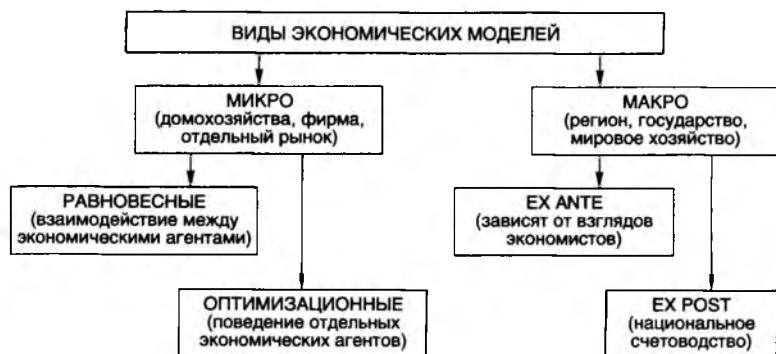 ВИДЫ ЭКОНОМИЧЕСКИХ МОДЕЛЕЙ
МИКРО
(домохозяйства, фирма,
отдельный рынок)
МАКРО
(регион, государство,
мировое хозяйство)
РАВНОВЕСНЫЕ
(взаимодействие между
экономическими агентами)
EX ANTE
(зависят от взглядов
экономистов)
ОПТИМИЗАЦИОННЫЕ
(поведение отдельных
экономических агентов)
EX POST
(национальное
счетоводство)